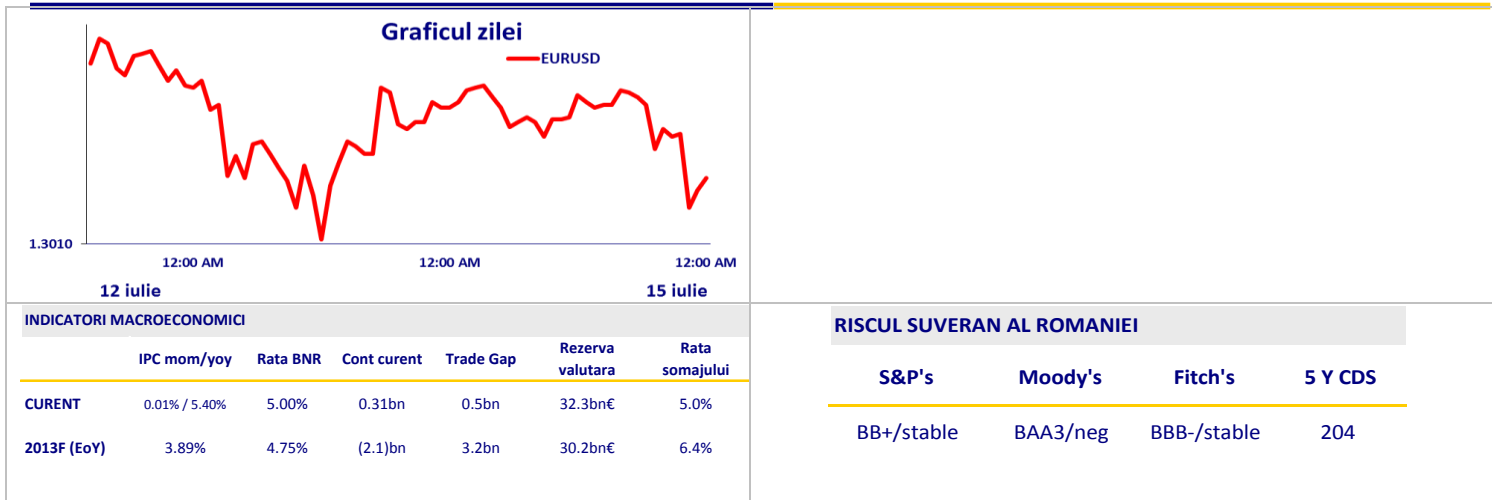 Graficul zilei
EURUSD
1.3010
12:00 AM 12:00 AM 12:00 AM
12 iulie 15 iulie
INDICATORI MACROECONOMICI
IPC mom/yoy Rata BNR Cont curent Trade Gap Rezerva valutara Rata somajului
CURENT 0.01% / 5.40% 5.00% 0.31bn 0.5bn 32.3bn€ 5.0%
2013F (EoY) 3.89% 4.75% (2.1)bn 3.2bn 30.2bn€ 6.4%
RISCUL SUVERAN AL ROMANIEI
S&P's Moody's Fitch's 5 Y CDS
BB+/stable BAA3/neg BBB-/stable 204